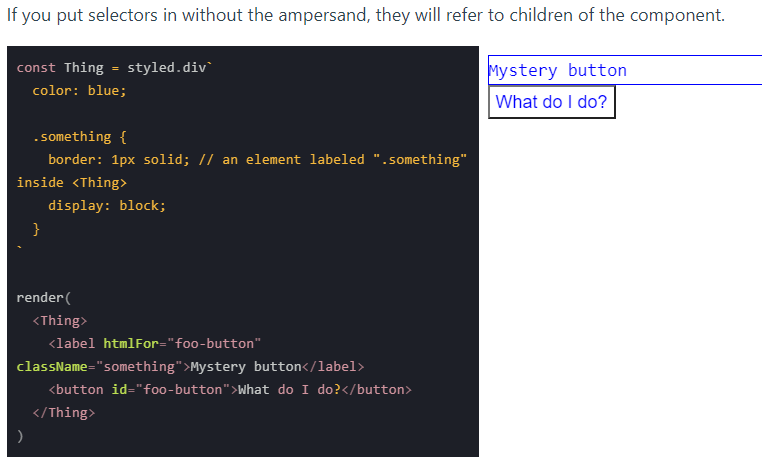 If you put selectors in without the ampersand, they will refer to children of the component.
const Thing = styled.div`
color: blue;
.something {
border: 1px solid; // an element labeled ".something"
inside <Thing>
display: block;
}
`
render(
<Thing>
<label htmlFor="foo-button"
className="something">Mystery button</label>
<button id="foo-button">What do I do?</button>
</Thing>
)
Mystery button
What do I do?